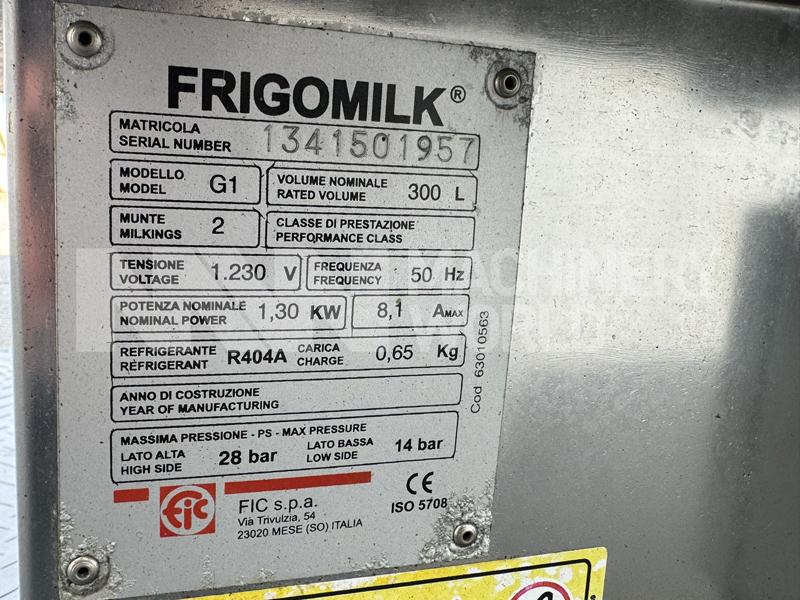 FRIGOMILK®
MATRICOLA
SERIAL NUMBER 1341501957
MODELLO
MODEL G1
VOLUME NOMINALE
RATED VOLUME 300 L
MUNTE
MILKINGS 2
CLASSE DI PRESTAZIONE
PERFORMANCE CLASS
TENSIONE
VOLTAGE 1.230 V
FREQUENZA
FREQUENCY 50 Hz
POTENZA NOMINALE
NOMINAL POWER 1,30 KW
8,1 AMAX
REFRIGERANTE
REFRIGERANT R404A
CARICA
CHARGE 0,65 Kg
ANNO DI COSTRUZIONE
YEAR OF MANUFACTURING
MASSIMA PRESSIONE - PS - MAX PRESSURE
LATO ALTA
HIGH SIDE 28 bar
LATO BASSA
LOW SIDE 14 bar
Cod 63010563
FIC
FIC s.p.a.
Via Trivulzia, 54
23020 MESE (SO) ITALIA
CE
ISO 5708
MACHINERY
WORLD